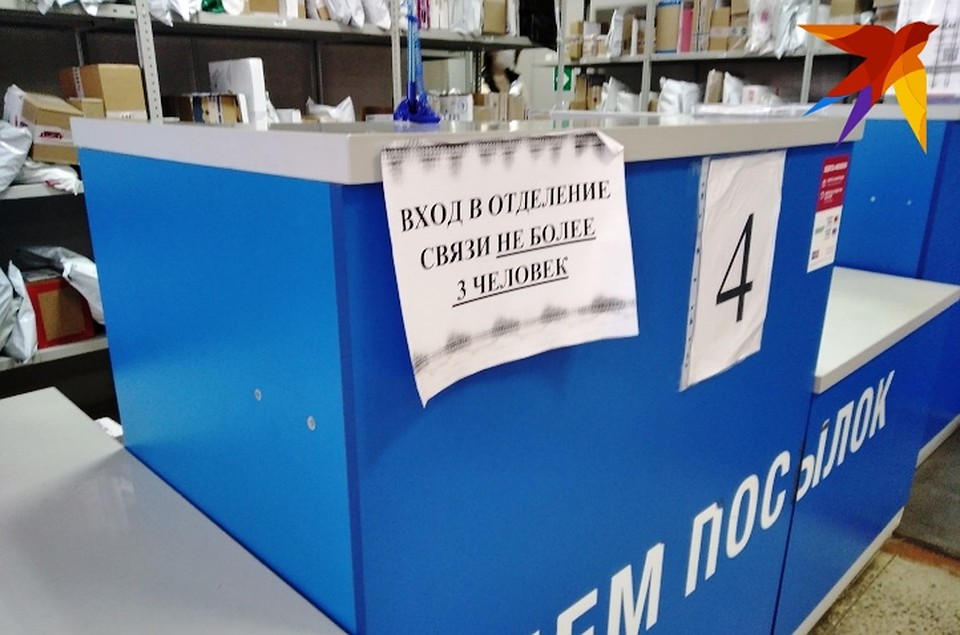 ВХОД В ОТДЕЛЕНИЕ
СВЯЗИ НЕ БОЛЕЕ
3 ЧЕЛОВЕК
4
ЕМ ПОСЫЛОК